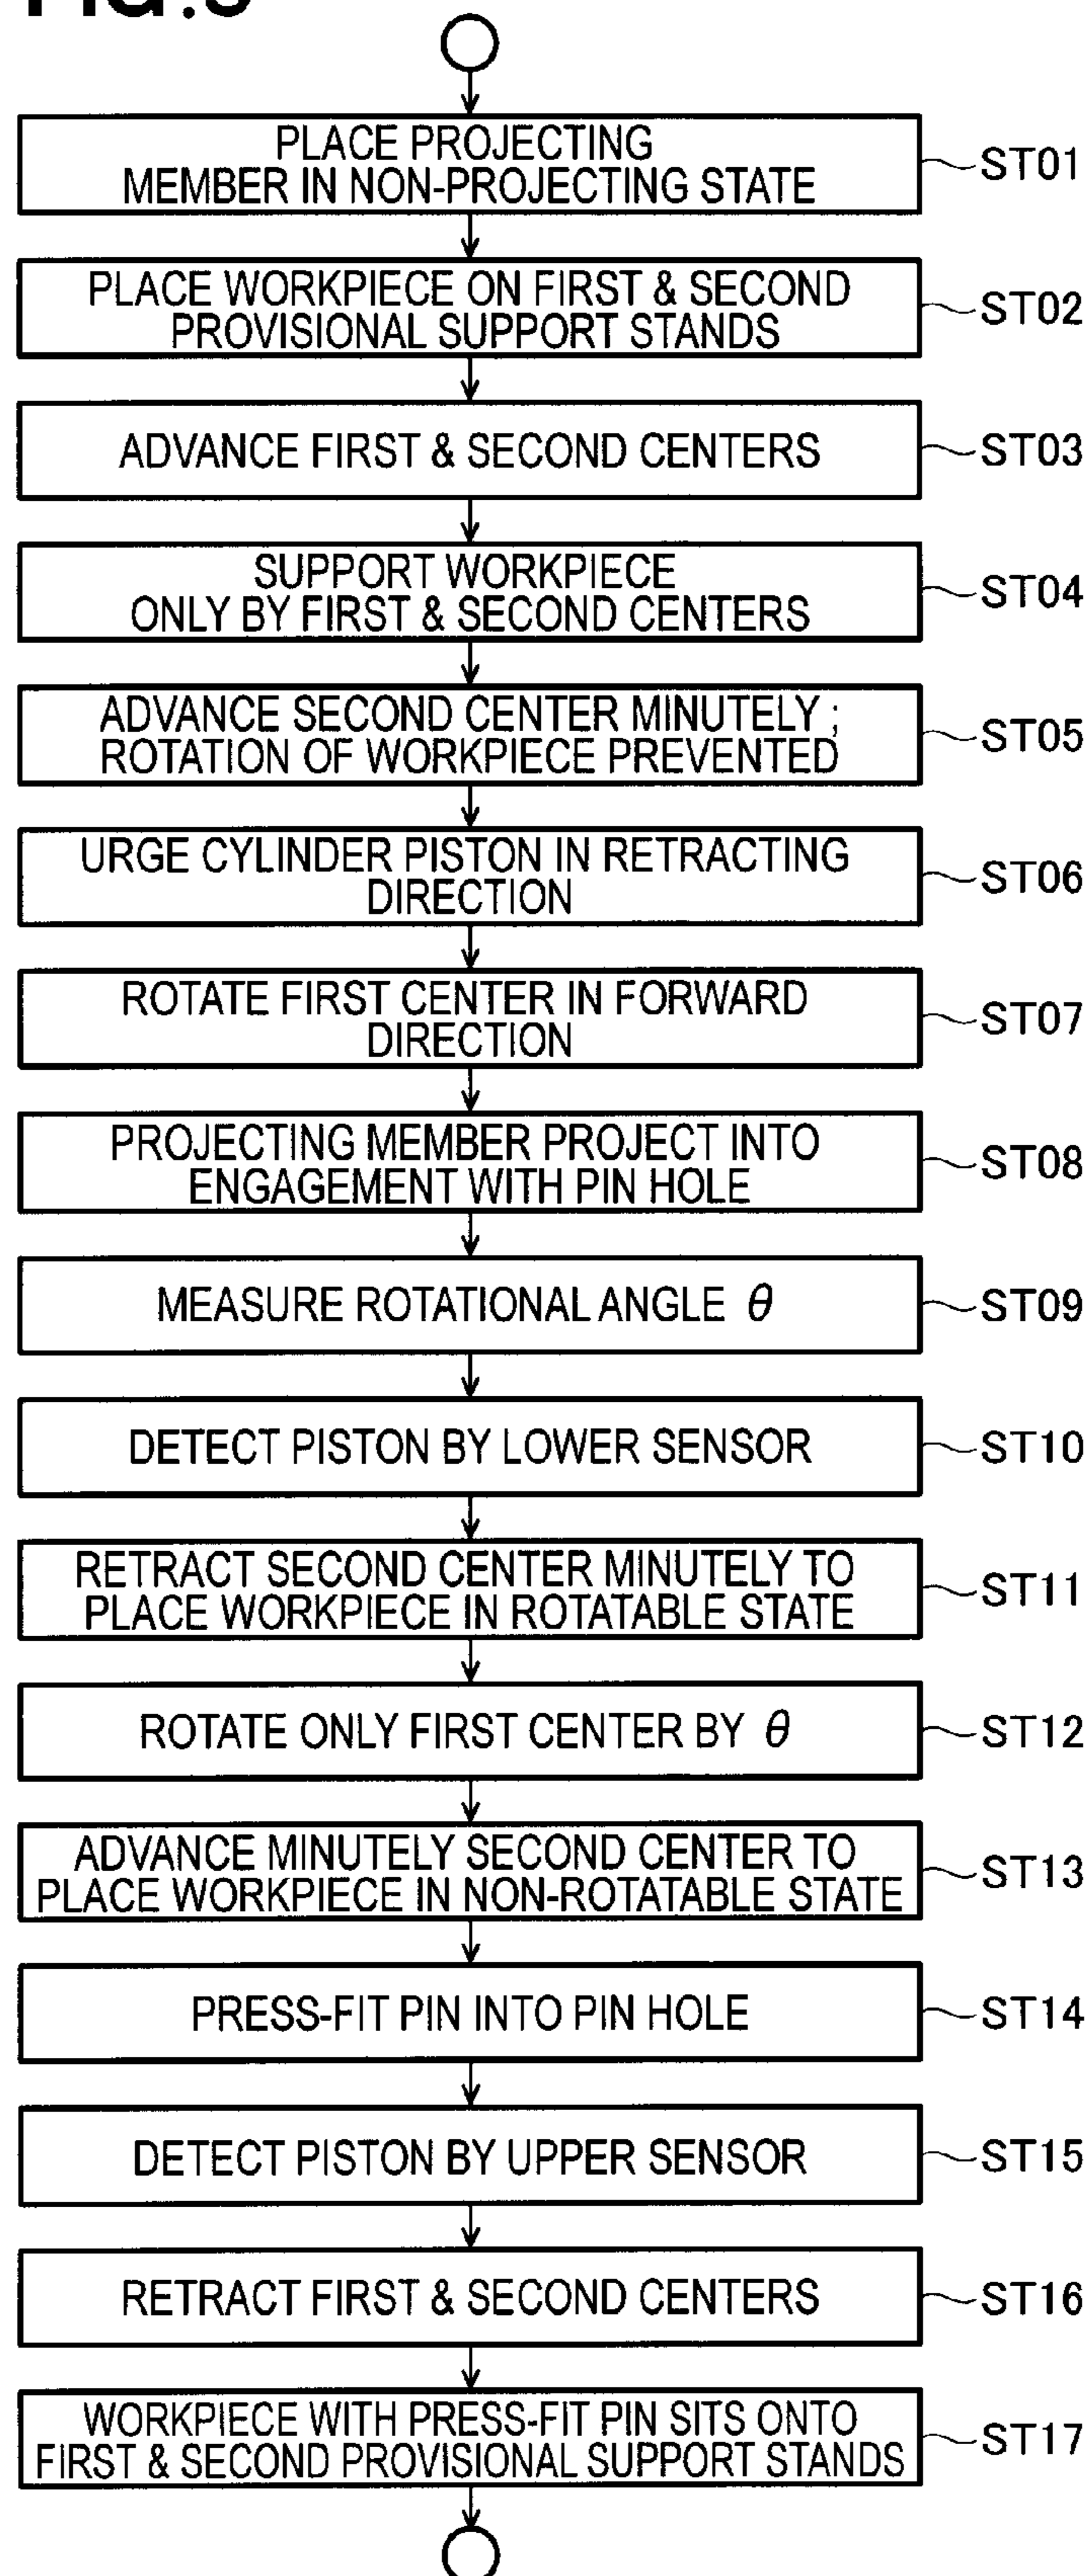 PLACE PROJECTING
MEMBER IN NON-PROJECTING STATE
ST01
PLACE WORKPIECE ON FIRST & SECOND
PROVISIONAL SUPPORT STANDS
ST02
ADVANCE FIRST & SECOND CENTERS
ST03
SUPPORT WORKPIECE
ONLY BY FIRST & SECOND CENTERS
ST04
ADVANCE SECOND CENTER MINUTELY ;
ROTATION OF WORKPIECE PREVENTED
ST05
URGE CYLINDER PISTON IN RETRACTING
DIRECTION
ST06
ROTATE FIRST CENTER IN FORWARD
DIRECTION
ST07
PROJECTING MEMBER PROJECT INTO
ENGAGEMENT WITH PIN HOLE
ST08
MEASURE ROTATIONAL ANGLE θ
ST09
DETECT PISTON BY LOWER SENSOR
ST10
RETRACT SECOND CENTER MINUTELY TO
PLACE WORKPIECE IN ROTATABLE STATE
ST11
ROTATE ONLY FIRST CENTER BY θ
ST12
ADVANCE MINUTELY SECOND CENTER TO
PLACE WORKPIECE IN NON-ROTATABLE STATE
ST13
PRESS-FIT PIN INTO PIN HOLE
ST14
DETECT PISTON BY UPPER SENSOR
ST15
RETRACT FIRST & SECOND CENTERS
ST16
WORKPIECE WITH PRESS-FIT PIN SITS ONTO
FIRST & SECOND PROVISIONAL SUPPORT STANDS
ST17